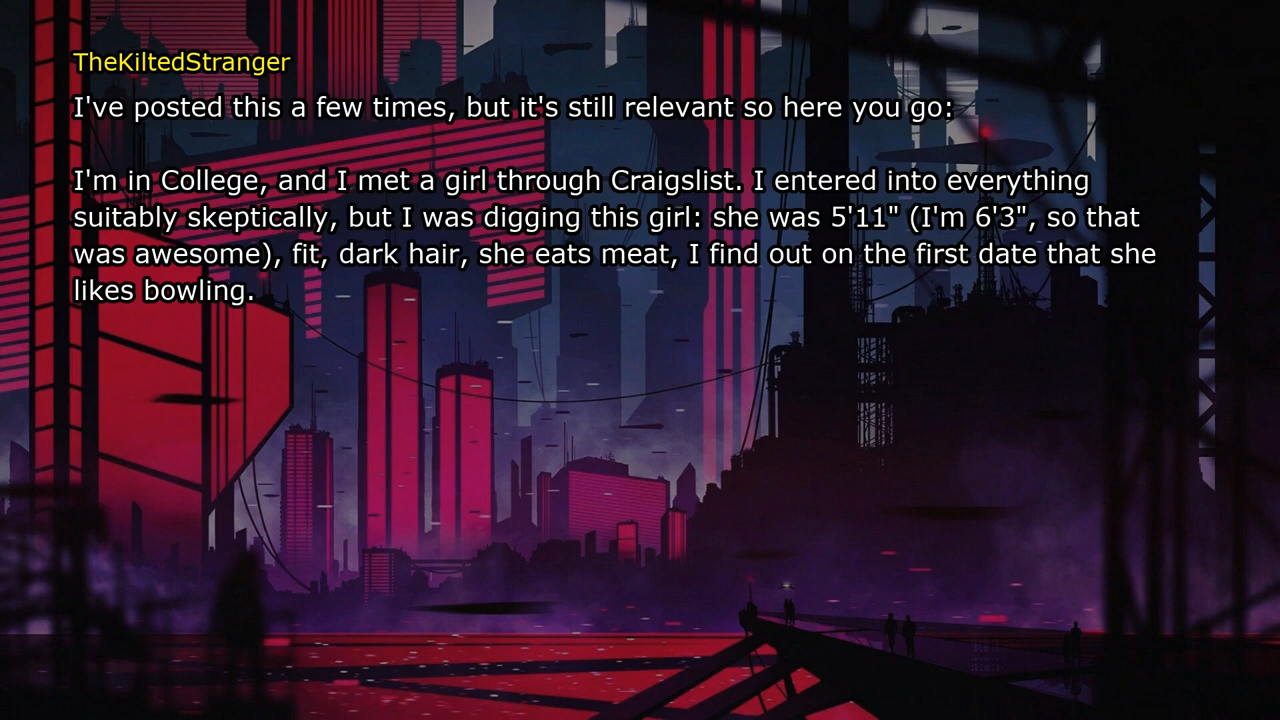 TheKiltedStranger
I've posted this a few times, but it's still relevant so here you go:
I'm in College, and I met a girl through Craigslist. I entered into everything
suitably skeptically, but I was digging this girl: she was 5'11" (I'm 6'3", so that
was awesome), fit, dark hair, she eats meat, I find out on the first date that she
likes bowling.